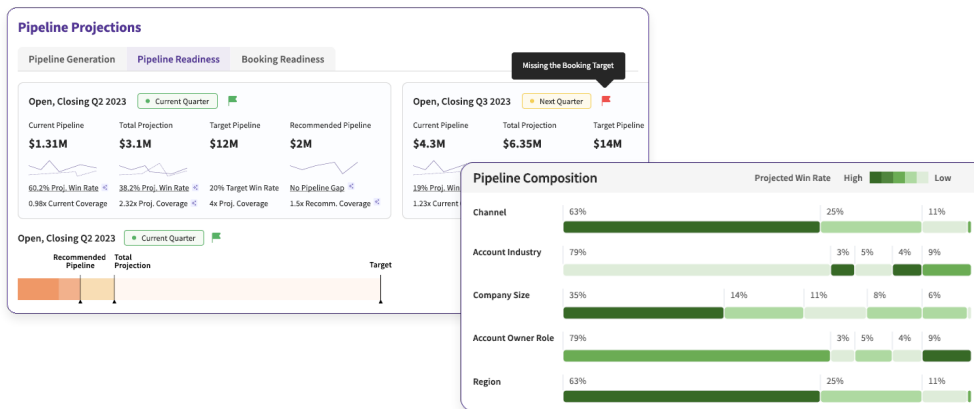 Pipeline Projections
Pipeline Generation Pipeline Readiness Booking Readiness
Missing the Booking Target
Open, Closing Q2 2023 Current Quarter
Current Pipeline Total Projection Target Pipeline Recommended Pipeline
$1.31M $3.1M $12M $2M
60.2% Proj. Win Rate 38.2% Proj. Win Rate 20% Target Win Rate No Pipeline Gap
0.98x Current Coverage 2.32x Proj. Coverage 4x Proj. Coverage 1.5x Recomm. Coverage
Open, Closing Q3 2023 Next Quarter
Current Pipeline Total Projection Target Pipeline
$4.3M $6.35M $14M
19% Proj. Win
1.23x Current
Open, Closing Q2 2023 Current Quarter
Recommended Pipeline Total Projection Target
Pipeline Composition Projected Win Rate High Low
Channel 63% 25% 11%
Account Industry 79% 3% 5% 4% 9%
Company Size 35% 14% 11% 8% 6%
Account Owner Role 79% 3% 5% 4% 9%
Region 63% 25% 11%